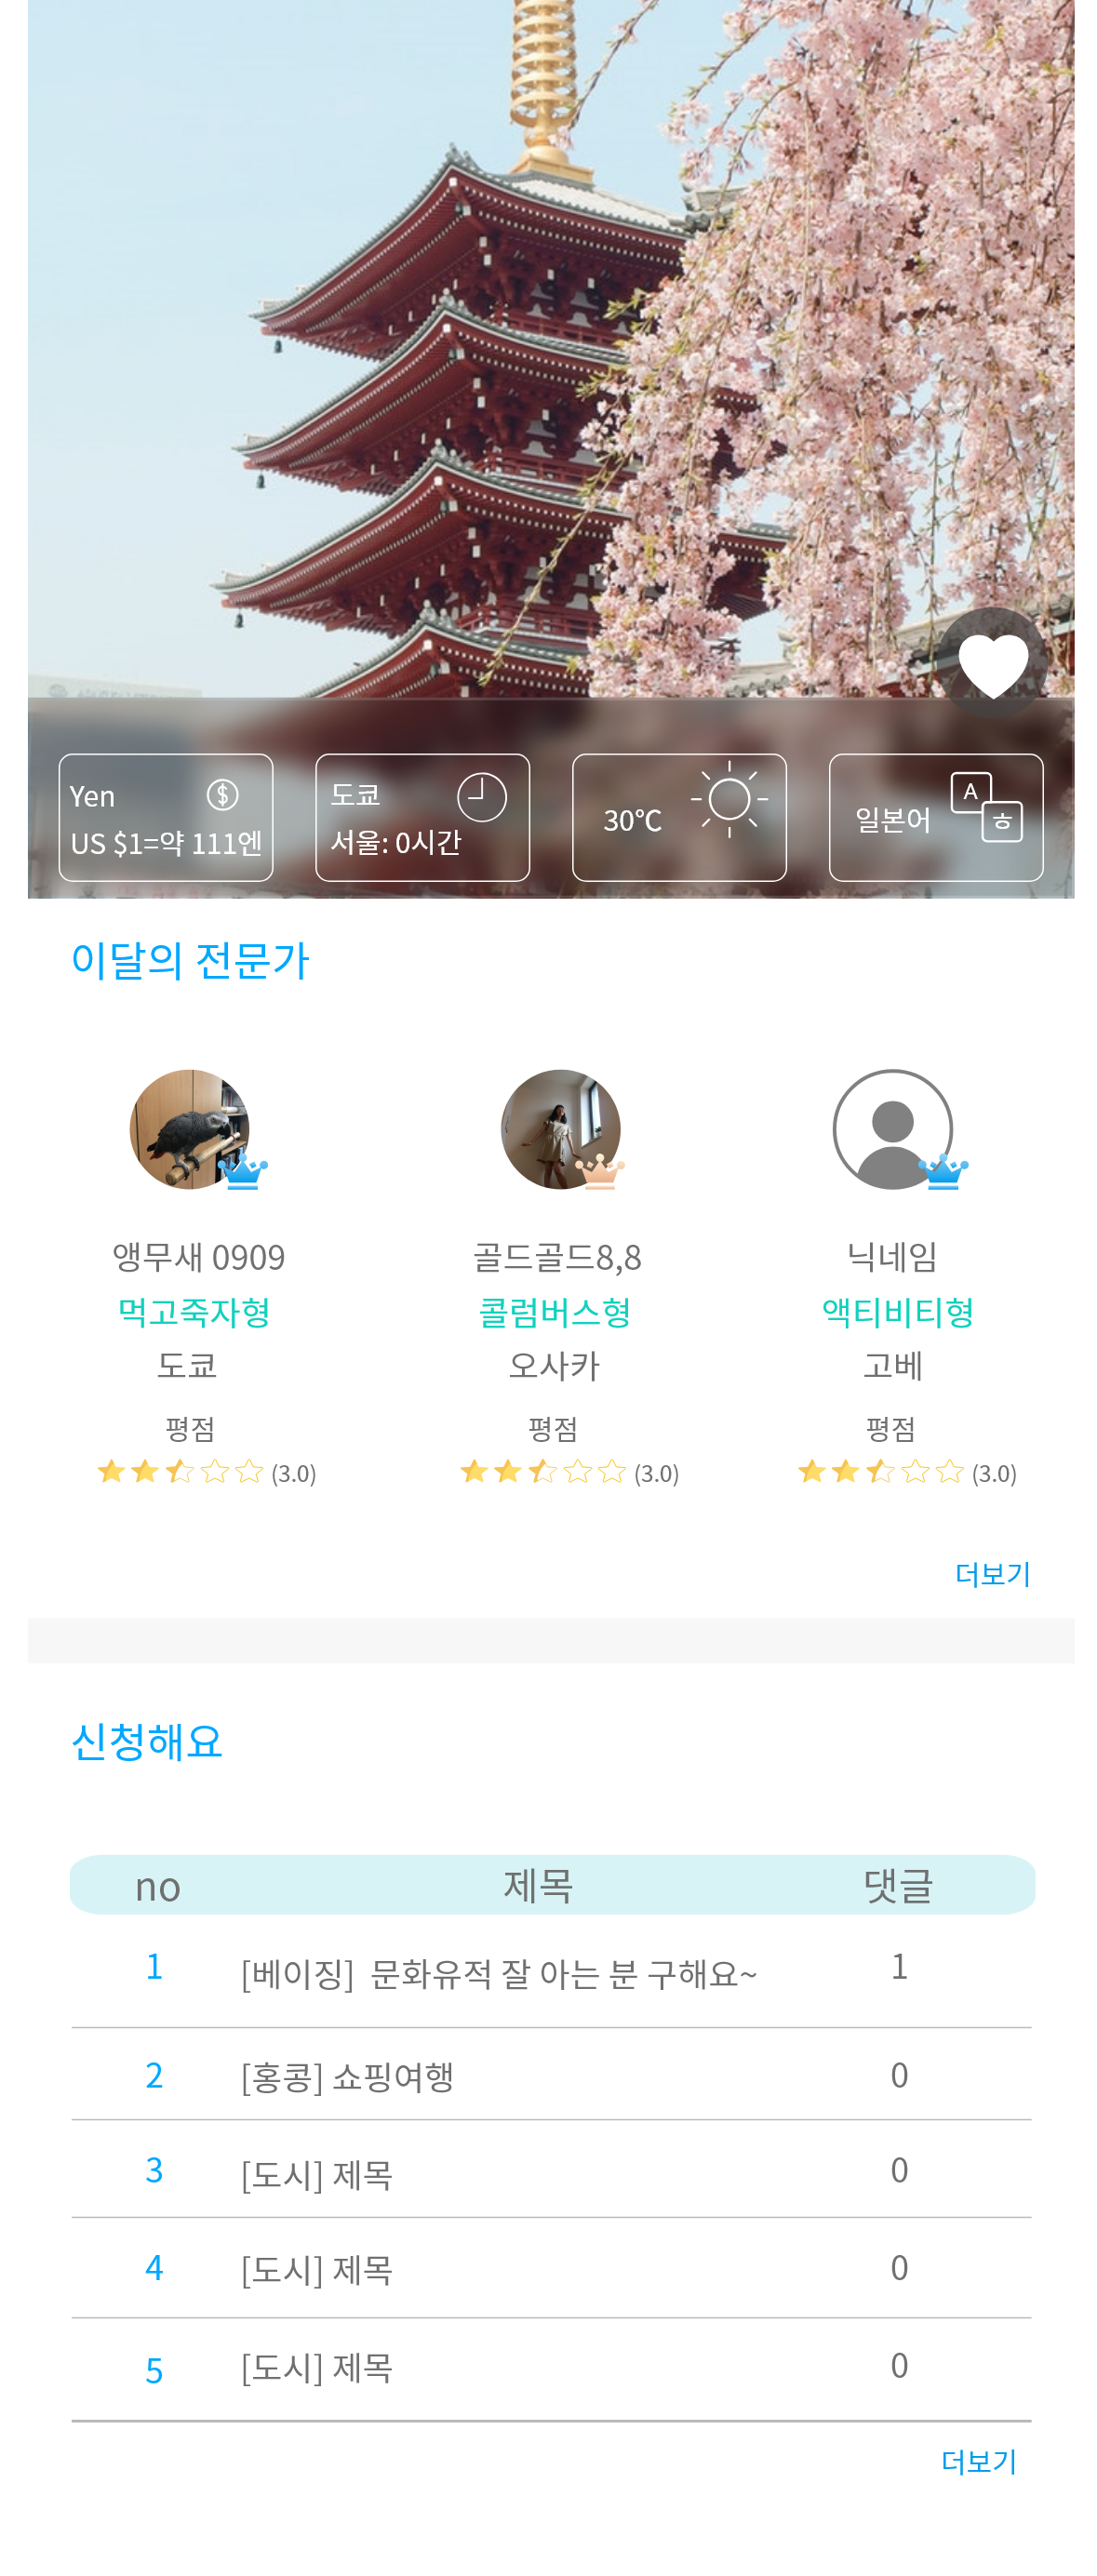 Yen
US $1=약 111엔
도쿄
서울: 0시간
30℃
일본어
A
ㅎ
이달의 전문가
앵무새 0909
골드골드8,8
닉네임
먹고죽자형
콜럼버스형
액티비티형
도쿄
오사카
고베
평점
평점
평점
(3.0)
(3.0)
(3.0)
더보기
신청해요
no 제목 댓글
1 [베이징] 문화유적 잘 아는 분 구해요~ 1
2 [홍콩] 쇼핑여행 0
3 [도시] 제목 0
4 [도시] 제목 0
5 [도시] 제목 0
더보기